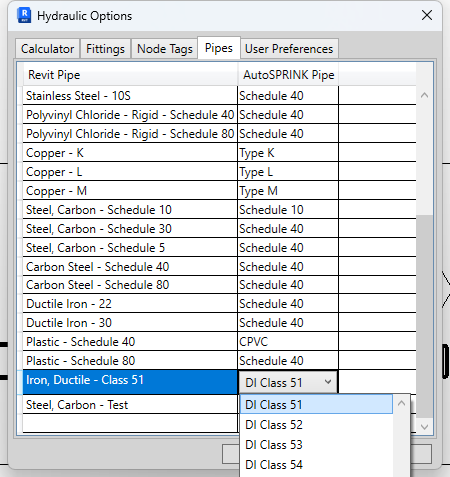 Hydraulic Options
Calculator Fittings Node Tags Pipes User Preferences
Revit Pipe AutoSPRINK Pipe
Stainless Steel - 10S Schedule 40
Polyvinyl Chloride - Rigid - Schedule 40 Schedule 40
Polyvinyl Chloride - Rigid - Schedule 80 Schedule 40
Copper - K Type K
Copper - L Type L
Copper - M Type M
Steel, Carbon - Schedule 10 Schedule 10
Steel, Carbon - Schedule 30 Schedule 40
Steel, Carbon - Schedule 5 Schedule 40
Carbon Steel - Schedule 40 Schedule 40
Carbon Steel - Schedule 80 Schedule 40
Ductile Iron - 22 Schedule 40
Ductile Iron - 30 Schedule 40
Plastic - Schedule 40 CPVC
Plastic - Schedule 80 Schedule 40
Iron, Ductile - Class 51 DI Class 51
Steel, Carbon - Test DI Class 51
DI Class 52
DI Class 53
DI Class 54